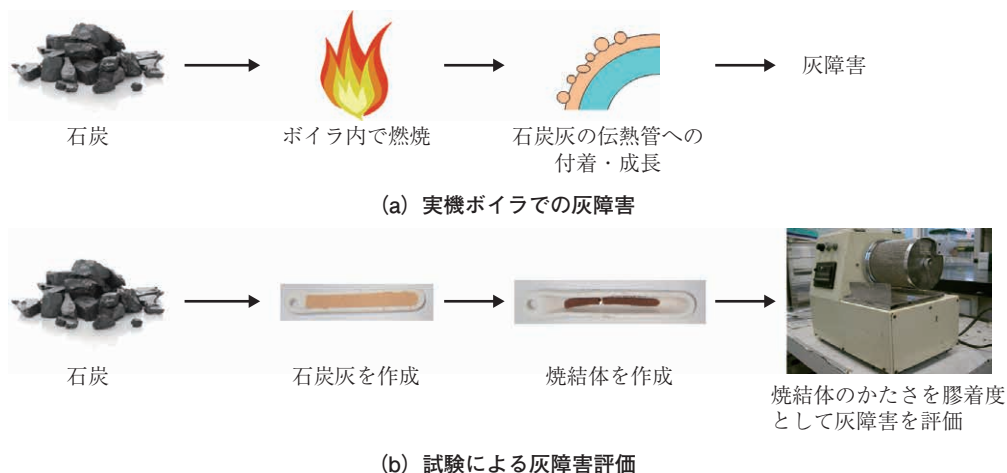 石炭
ボイラ内で燃焼
石炭灰の伝熱管への
付着・成長
灰障害
(a) 実機ボイラでの灰障害
石炭
石炭灰を作成
焼結体を作成
焼結体のかたさを膠着度
として灰障害を評価
(b) 試験による灰障害評価